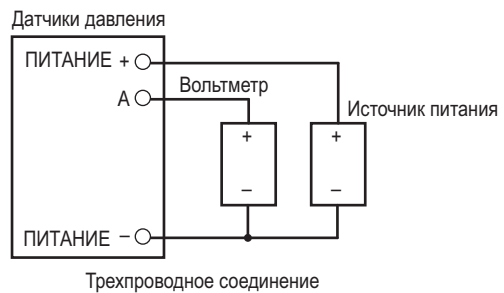 Датчики давления
ПИТАНИЕ +
А
Вольтметр
Источник питания
+
+
–
–
ПИТАНИЕ –
Трехпроводное соединение